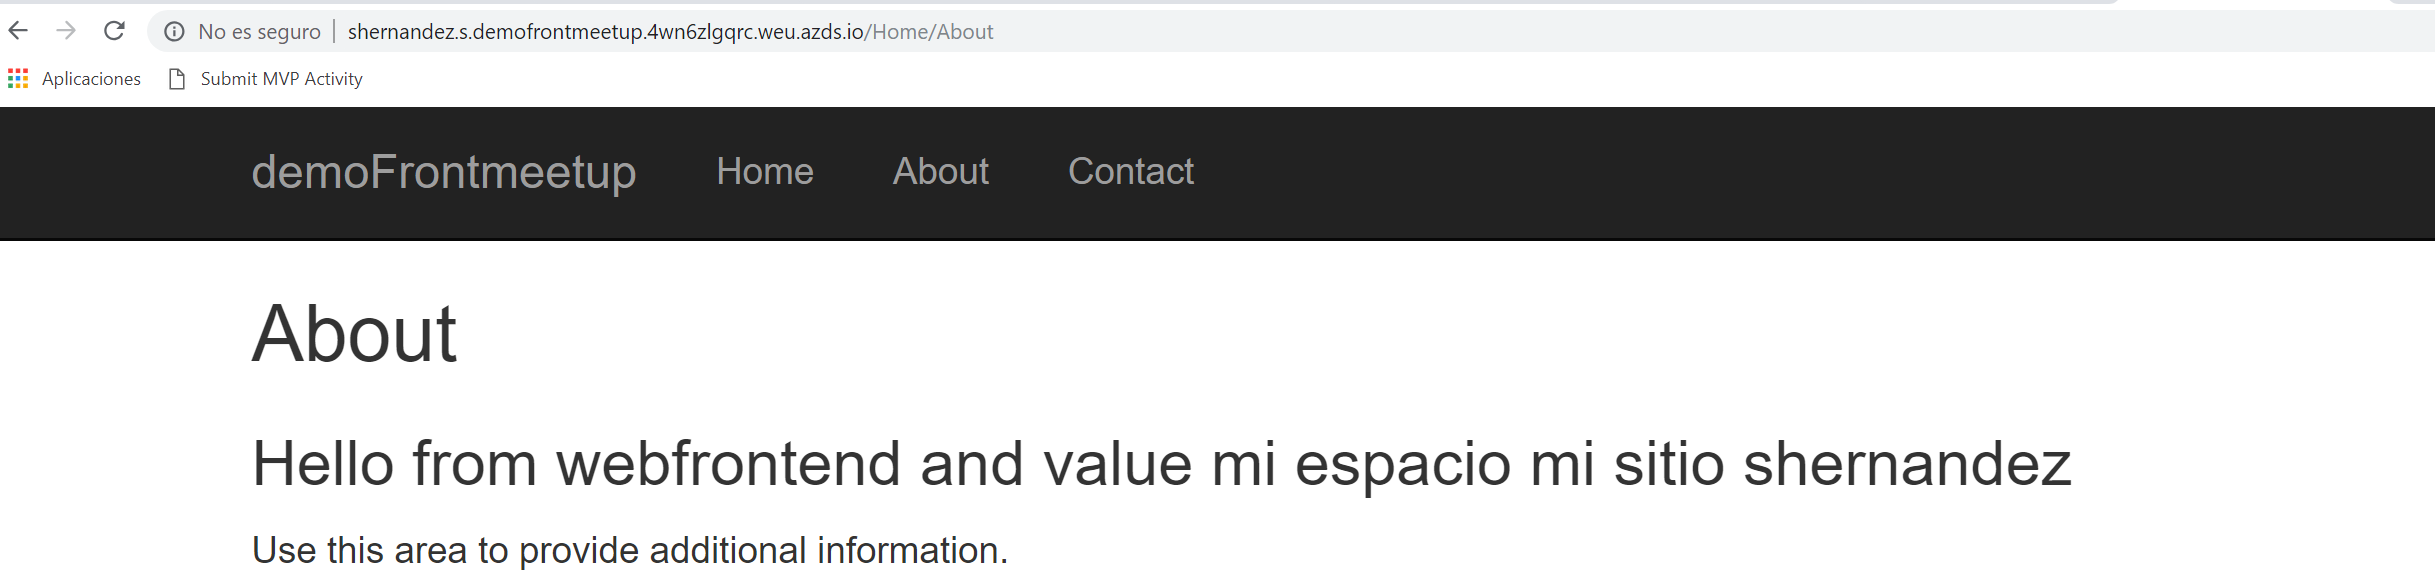 No es seguro shernandez.s.demofrontmeetup.4wn6zlgqrc.weu.azds.io/Home/About
Aplicaciones Submit MVP Activity
demoFrontmeetup Home About Contact
About
Hello from webfrontend and value mi espacio mi sitio shernandez
Use this area to provide additional information.